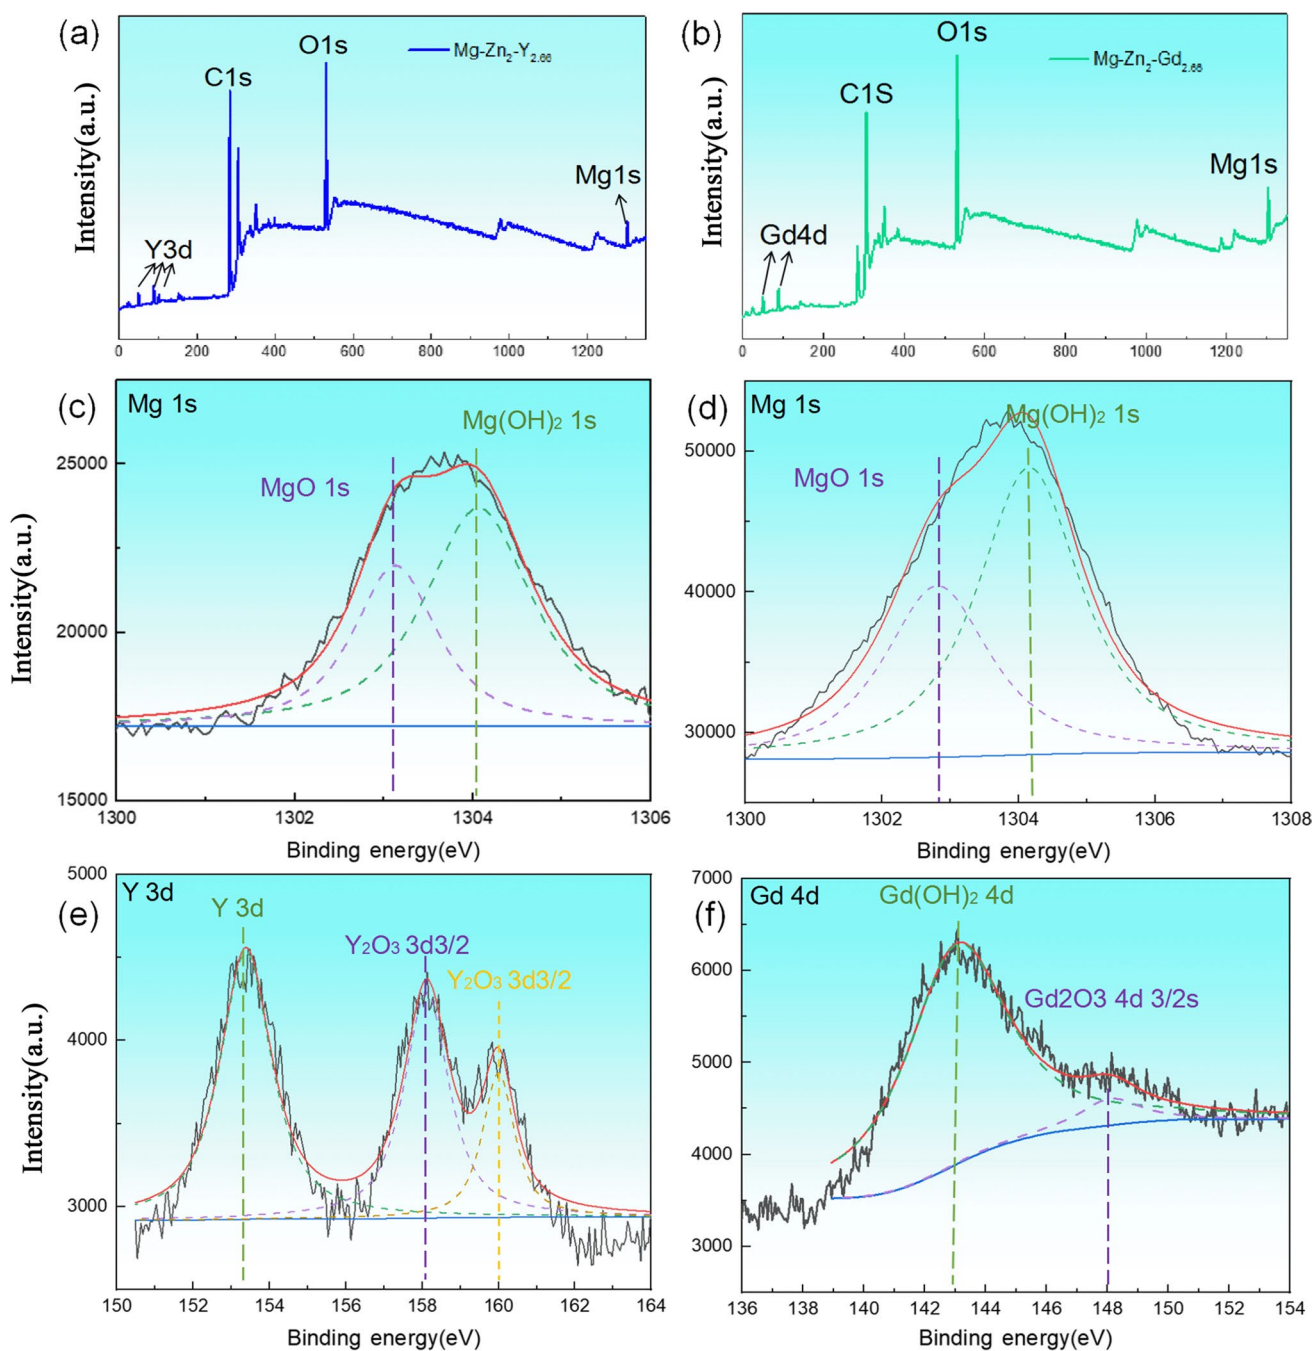 (a)
C1s
O1s
Mg-Zn₂-Y₂.₆₆
Mg1s
Y3d
Intensity(a.u.)
0 200 400 600 800 1000 1200
(b)
O1s
C1S
Mg-Zn₂-Gd₂.₆₆
Mg1s
Gd4d
Intensity(a.u.)
0 200 400 600 800 1000 1200
(c)
Mg 1s
Mg(OH)₂ 1s
MgO 1s
25000
20000
15000
Intensity(a.u.)
1300 1302 1304 1306
Binding energy(eV)
(d)
Mg 1s
Mg(OH)₂ 1s
MgO 1s
50000
40000
30000
1300 1302 1304 1306 1308
Binding energy(eV)
(e)
Y 3d
Y 3d
Y₂O₃ 3d3/2
Y₂O₃ 3d3/2
5000
4000
3000
Intensity(a.u.)
150 152 154 156 158 160 162 164
Binding energy(eV)
(f)
Gd 4d
Gd(OH)₂ 4d
Gd2O3 4d 3/2s
7000
6000
5000
4000
3000
136 138 140 142 144 146 148 150 152 154
Binding energy(eV)